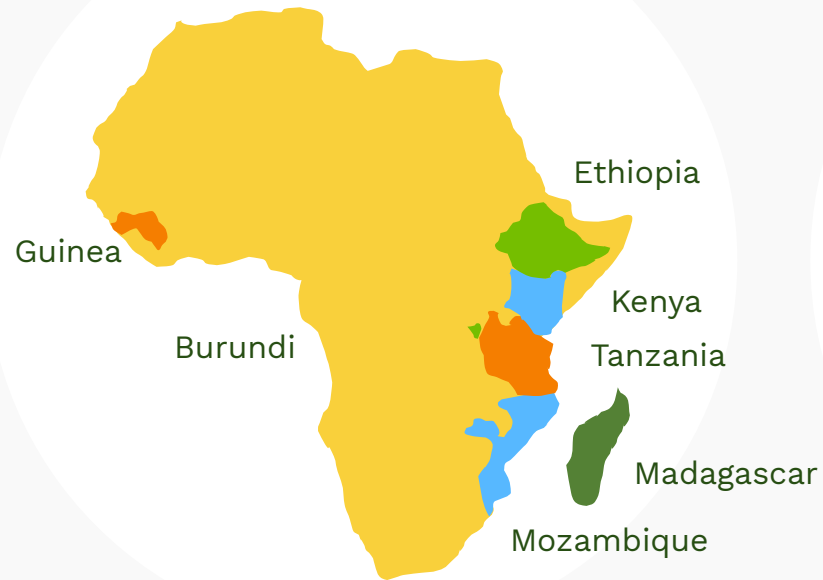 Ethiopia
Guinea
Kenya
Burundi
Tanzania
Madagascar
Mozambique